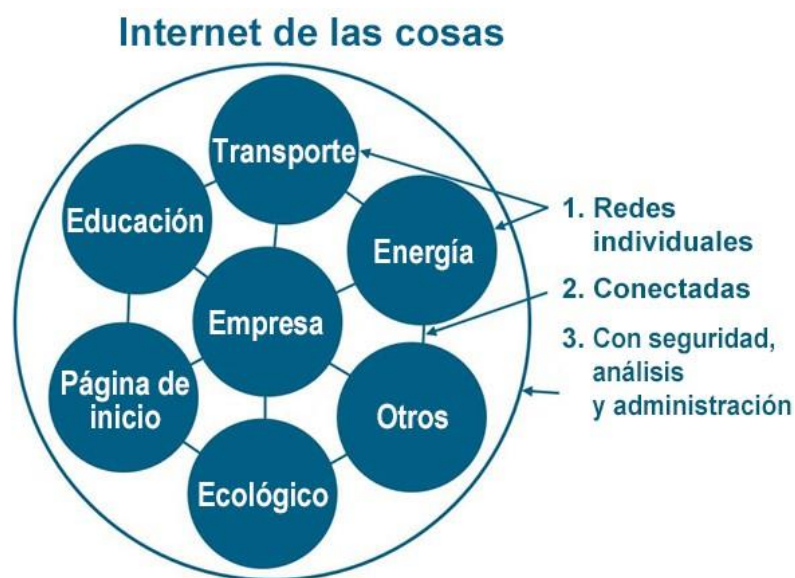 Internet de las cosas
Transporte
Educación
Energía
Empresa
Página de
inicio
Otros
Ecológico
1. Redes
individuales
2. Conectadas
3. Con seguridad,
análisis
y administración